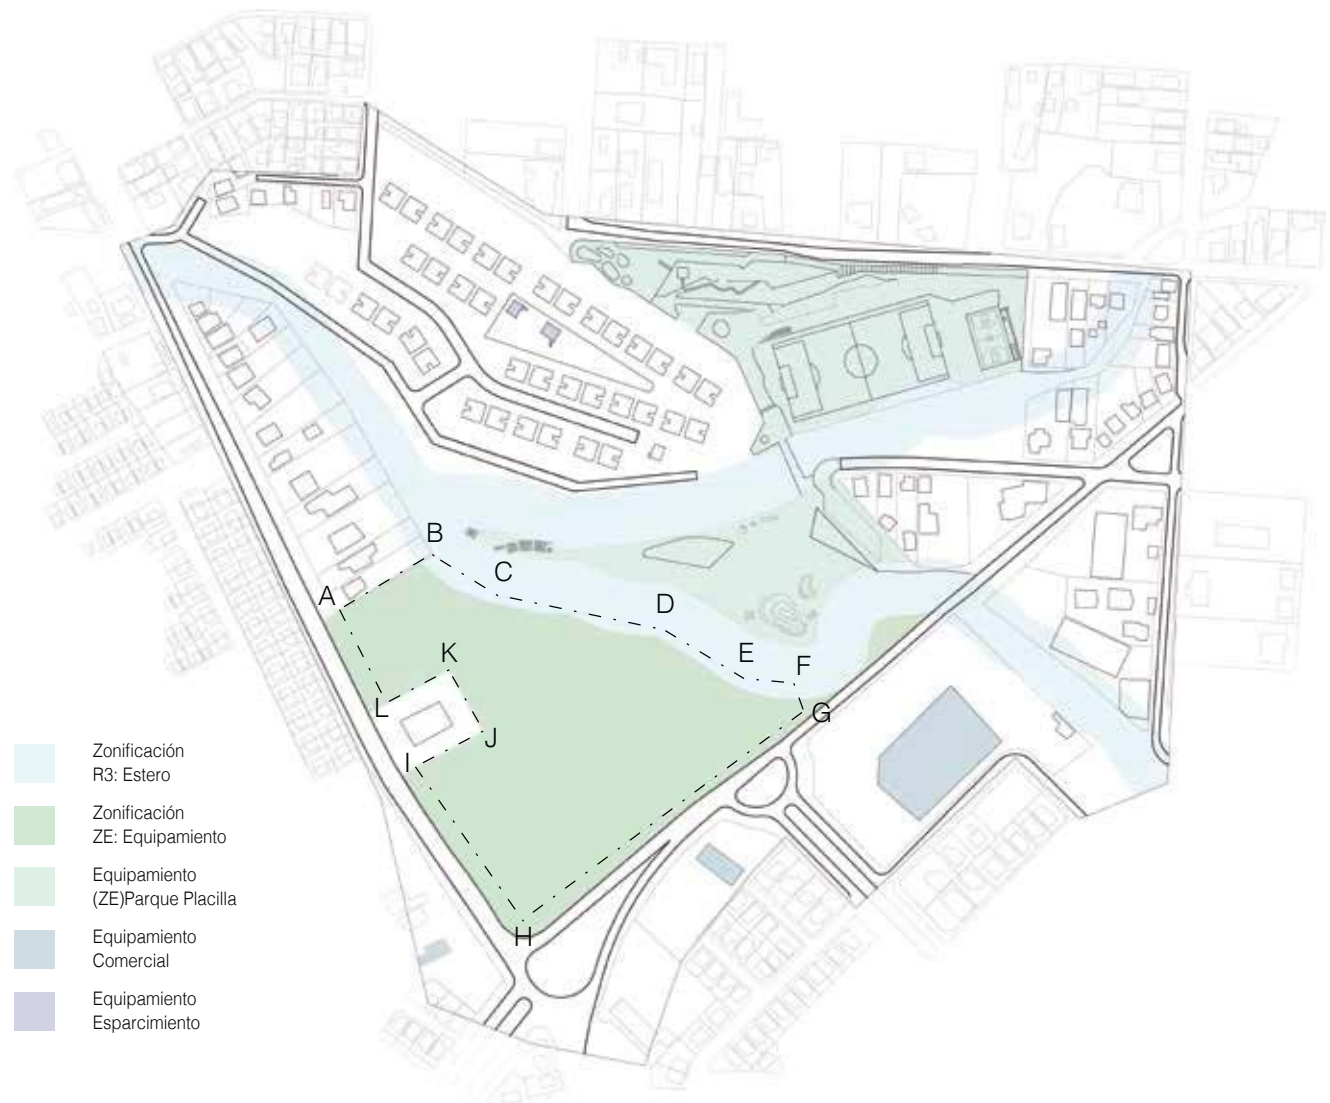 B
C
A
D
K
E
F
L
G
J
I
H
Zonificación
R3: Estero
Zonificación
ZE: Equipamiento
Equipamiento
(ZE)Parque Placilla
Equipamiento
Comercial
Equipamiento
Esparcimiento